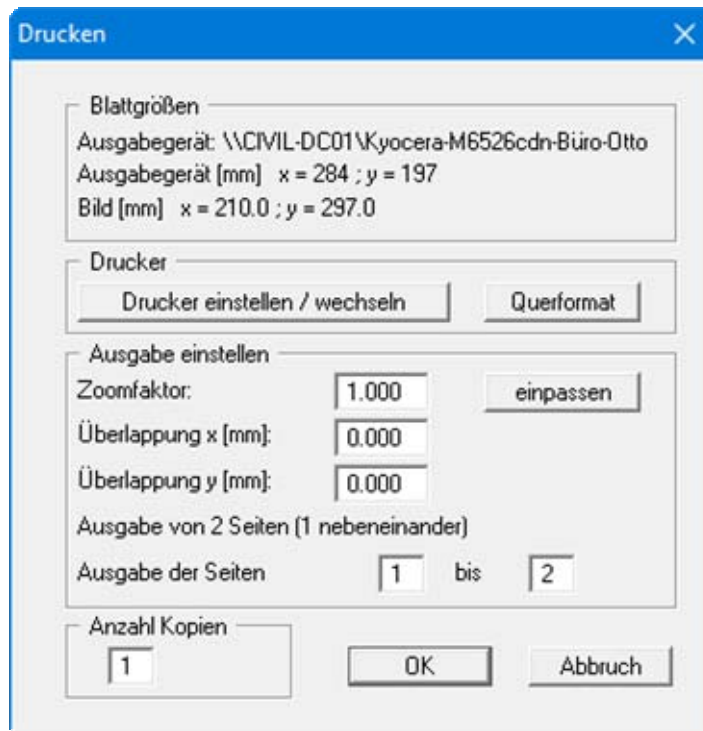 Drucken
Blattgrößen
Ausgabegerät: \\CIVIL-DC01\Kyocera-M6526cdn-Büro-Otto
Ausgabegerät [mm] x = 284 ; y = 197
Bild [mm] x = 210.0 ; y = 297.0
Drucker
Drucker einstellen / wechseln Querformat
Ausgabe einstellen
Zoomfaktor: 1.000 einpassen
Überlappung x [mm]: 0.000
Überlappung y [mm]: 0.000
Ausgabe von 2 Seiten (1 nebeneinander)
Ausgabe der Seiten 1 bis 2
Anzahl Kopien
1 OK Abbruch